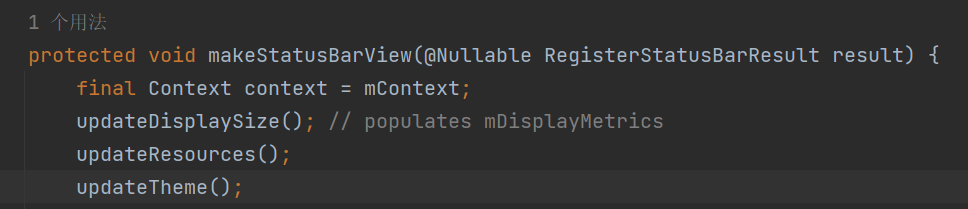 1 个用法
protected void makeStatusBarView(@Nullable RegisterStatusBarResult result) {
final Context context = mContext;
updateDisplaySize(); // populates mDisplayMetrics
updateResources();
updateTheme();